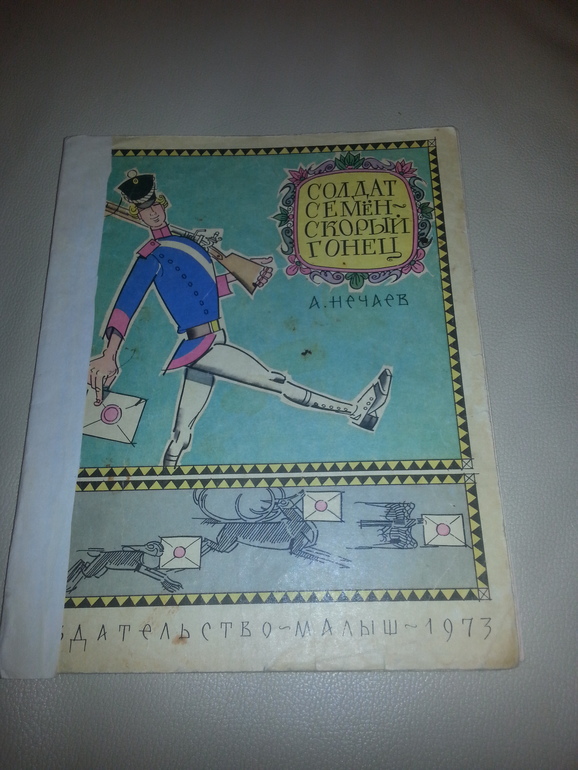 СОЛДАТ
СЕМЁН~
СКОРЫЙ
ГОНЕЦ
А. НЕЧАЕВ
ЗДАТЕЛЬСТВО~МАЛЫШ~1973